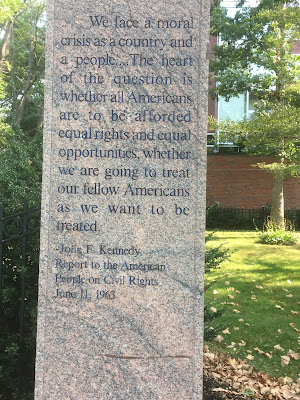 We face a moral
crisis as a country and
a people....The heart
of the question is
whether all Americans
are to be afforded
equal rights and equal
opportunities, whether
we are going to treat
our fellow Americans
as we want to be
treated.
-John F. Kennedy
Report to the American
People on Civil Rights
June 11, 1963